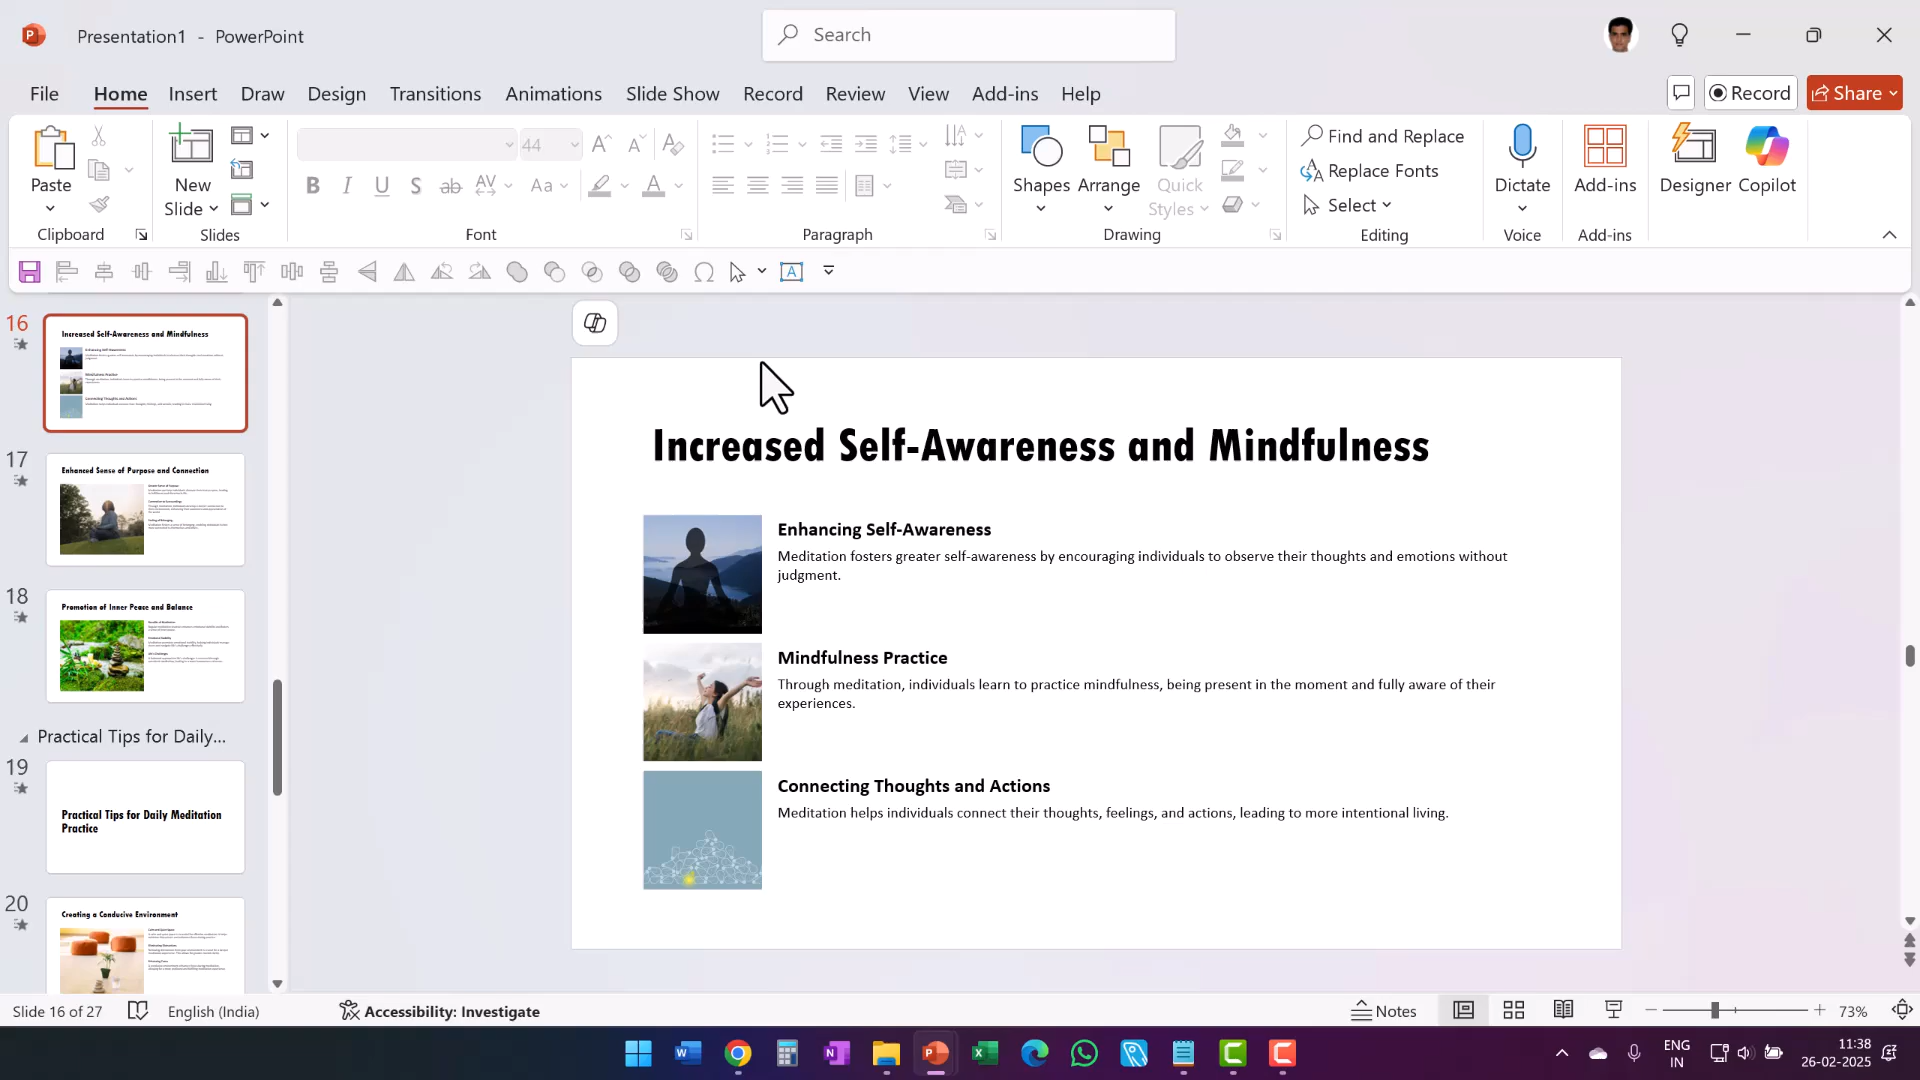 Presentation1 - PowerPoint
Search
File Home Insert Draw Design Transitions Animations Slide Show Record Review View Add-ins Help
Record
Share
Paste
New Slide
44
Shapes
Arrange
Quick Styles
Find and Replace
Replace Fonts
Select
Dictate
Add-ins
Designer
Copilot
Clipboard
Slides
Font
Paragraph
Drawing
Editing
Voice
Add-ins
16
Increased Self-Awareness and Mindfulness
17
Enhanced Sense of Purpose and Connection
18
Promotion of Inner Peace and Balance
Practical Tips for Daily...
19
Practical Tips for Daily Meditation
Practice
20
Creating a Conducive Environment
Increased Self-Awareness and Mindfulness
Enhancing Self-Awareness
Meditation fosters greater self-awareness by encouraging individuals to observe their thoughts and emotions without
judgment.
Mindfulness Practice
Through meditation, individuals learn to practice mindfulness, being present in the moment and fully aware of their
experiences.
Connecting Thoughts and Actions
Meditation helps individuals connect their thoughts, feelings, and actions, leading to more intentional living.
Slide 16 of 27
English (India)
Accessibility: Investigate
Notes
73%
ENG
IN
11:38
26-02-2025